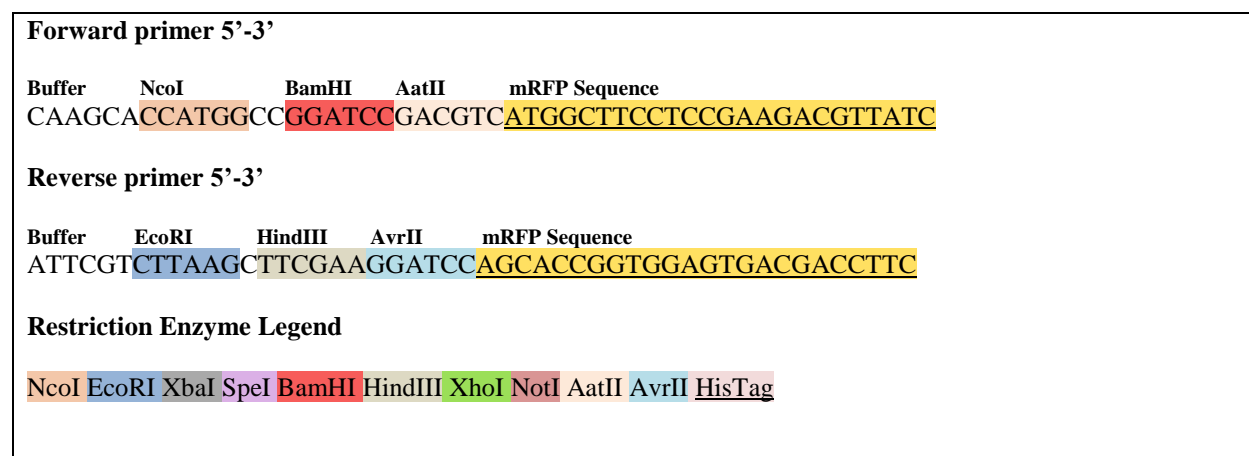 Forward primer 5’-3’
Buffer NcoI BamHI AatII mRFP Sequence
CAAGCACCATGGCCGGATCCGACGTCATGGCTTCCTCCGAAGACGTTATC
Reverse primer 5’-3’
Buffer EcoRI HindIII AvrII mRFP Sequence
ATTCGTCTTAAGCTTCGAAGGATCCAGCACCGGTGGAGTGACGACCTTC
Restriction Enzyme Legend
NcoI EcoRI XbaI SpeI BamHI HindIII XhoI NotI AatII AvrII HisTag